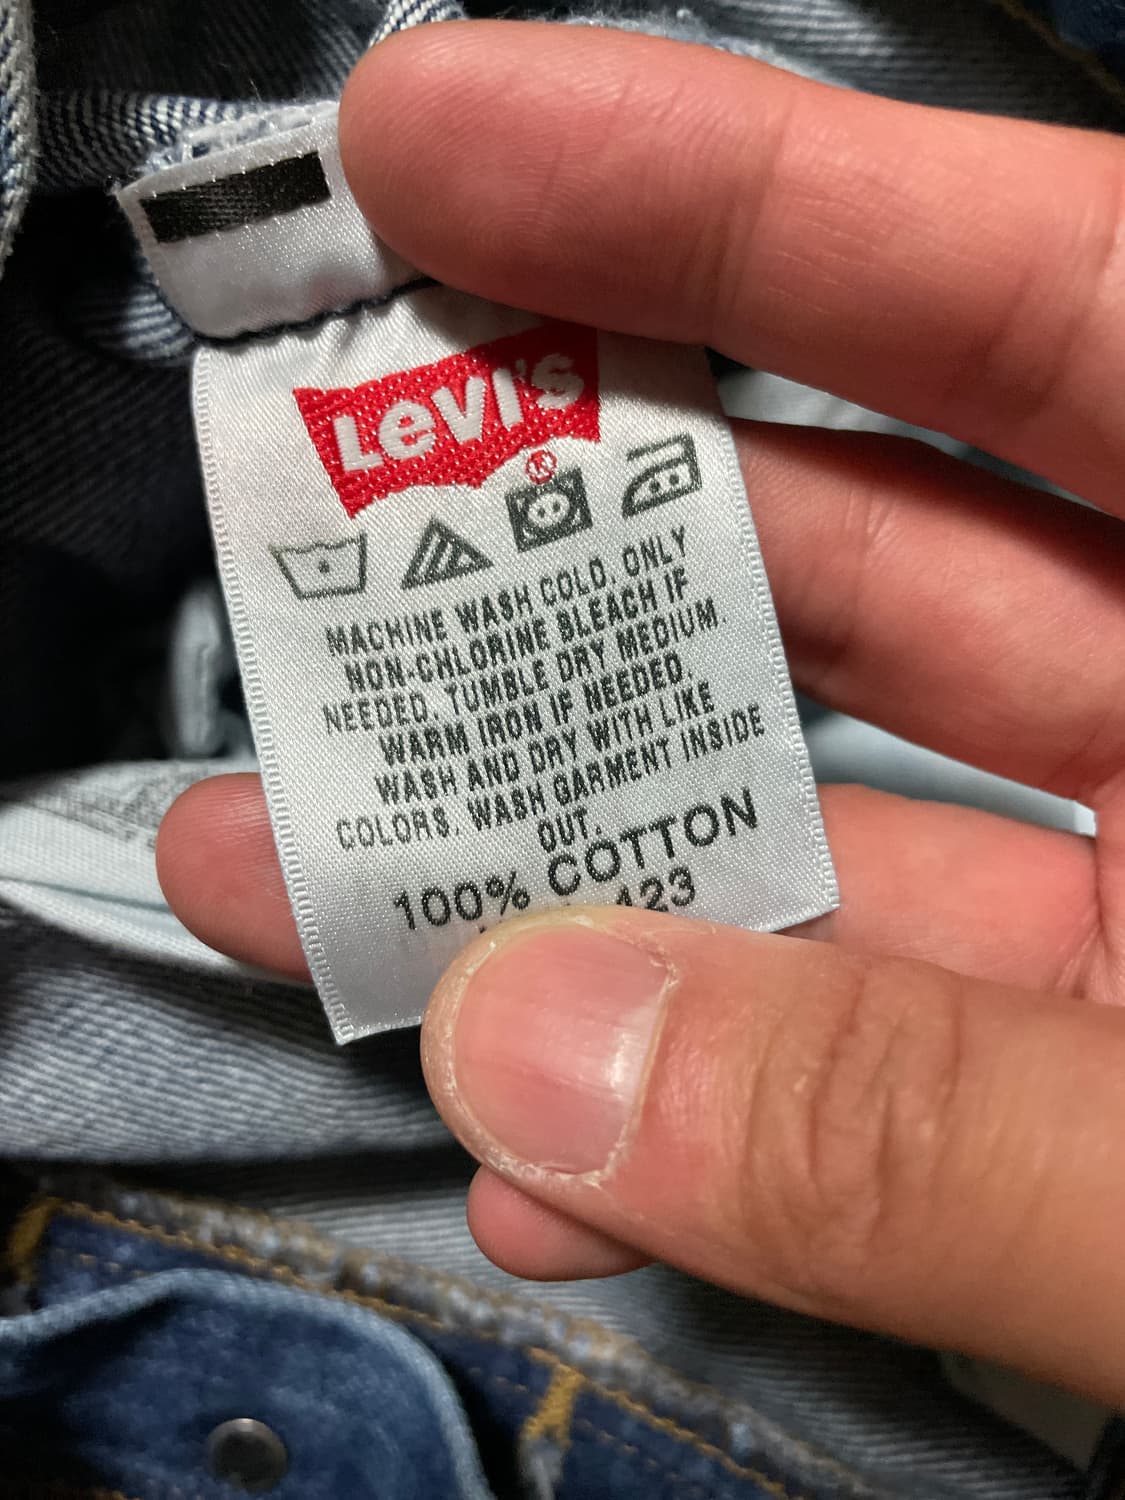 LEVI'S
®
MACHINE WASH COLD. ONLY
NON-CHLORINE BLEACH IF
NEEDED. TUMBLE DRY MEDIUM.
WARM IRON IF NEEDED.
WASH AND DRY WITH LIKE
COLORS. WASH GARMENT INSIDE
OUT.
100% COTTON
123